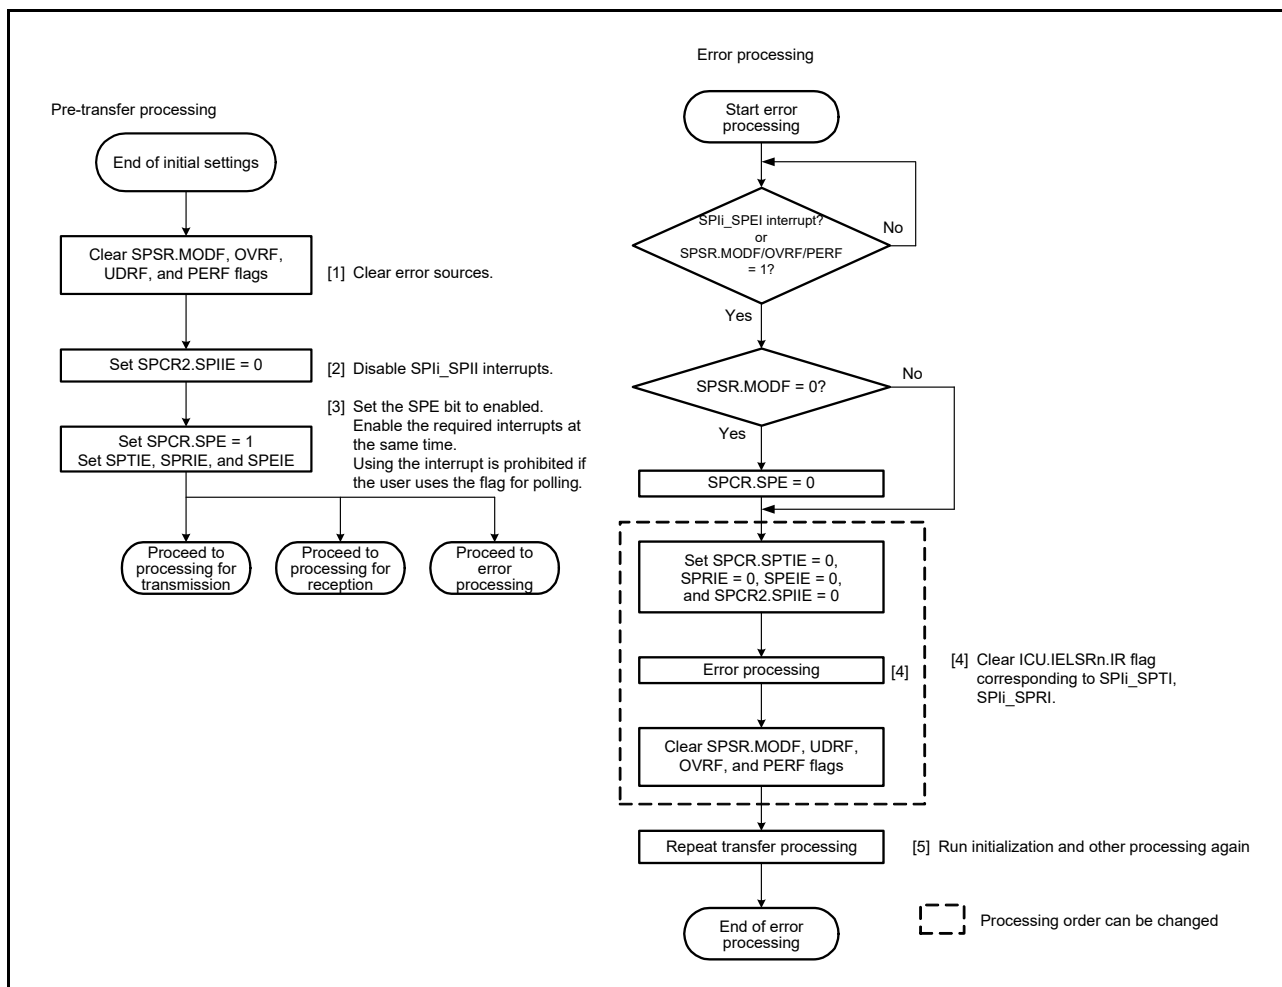 Pre-transfer processing
End of initial settings
Clear SPSR.MODF, OVRF,
UDRF, and PERF flags
[1] Clear error sources.
Set SPCR2.SPIIE = 0
[2] Disable SPIi_SPII interrupts.
Set SPCR.SPE = 1
Set SPTIE, SPRIE, and SPEIE
[3] Set the SPE bit to enabled.
Enable the required interrupts at
the same time.
Using the interrupt is prohibited if
the user uses the flag for polling.
Proceed to
processing for
transmission
Proceed to
processing for
reception
Proceed to
error
processing
Error processing
Start error
processing
SPIi_SPEI interrupt?
or
SPSR.MODF/OVRF/PERF
= 1?
No
Yes
SPSR.MODF = 0?
No
Yes
SPCR.SPE = 0
Set SPCR.SPTIE = 0,
SPRIE = 0, SPEIE = 0,
and SPCR2.SPIIE = 0
Error processing
[4]
[4] Clear ICU.IELSRn.IR flag
corresponding to SPIi_SPTI,
SPIi_SPRI.
Clear SPSR.MODF, UDRF,
OVRF, and PERF flags
Repeat transfer processing
[5] Run initialization and other processing again
End of error
processing
Processing order can be changed